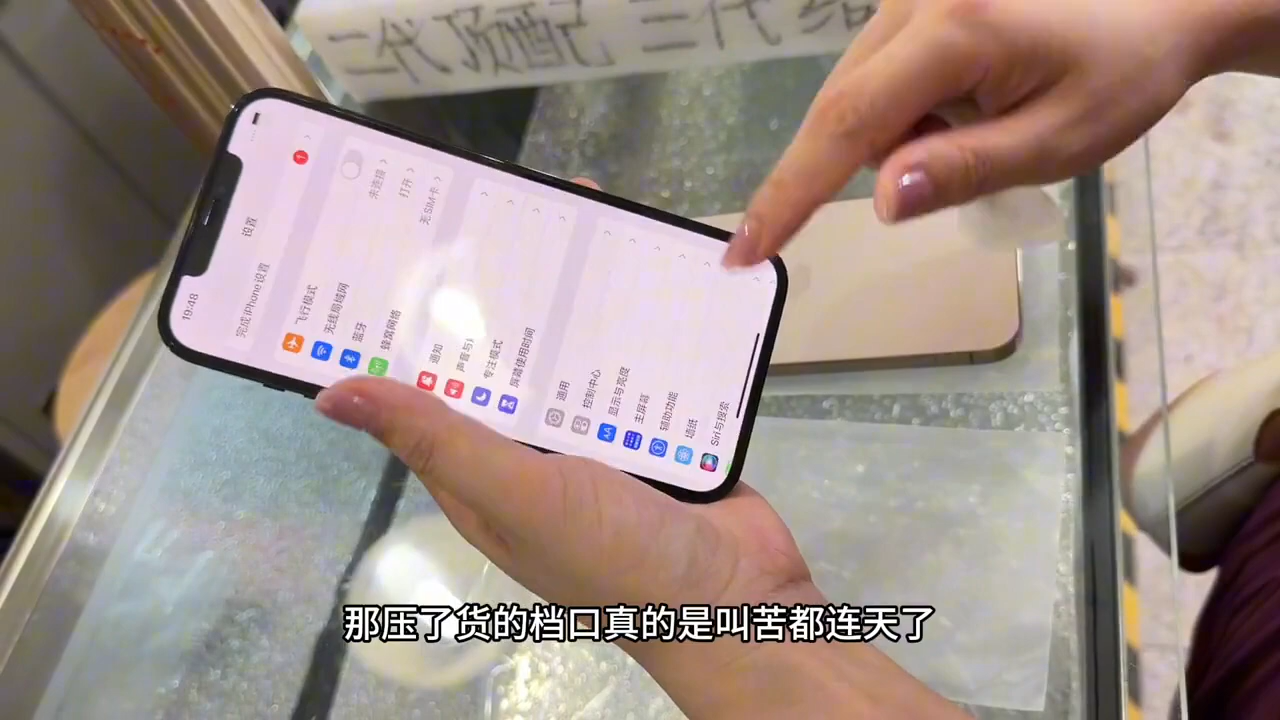 二代顶配 三代
19:48
设置
完成iPhone设置
1
飞行模式
无线局域网 未连接
蓝牙 打开
蜂窝网络 无SIM卡
通知
声音与
专注模式
屏幕使用时间
通用
控制中心
显示与亮度
主屏幕
辅助功能
墙纸
Siri与搜索
那压了货的档口真的是叫苦都连天了